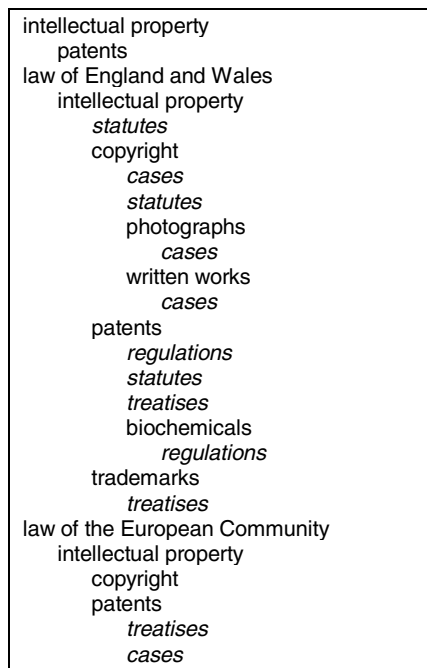 intellectual property
patents
law of England and Wales
intellectual property
statutes
copyright
cases
statutes
photographs
cases
written works
cases
patents
regulations
statutes
treatises
biochemicals
regulations
trademarks
treatises
law of the European Community
intellectual property
copyright
patents
treatises
cases